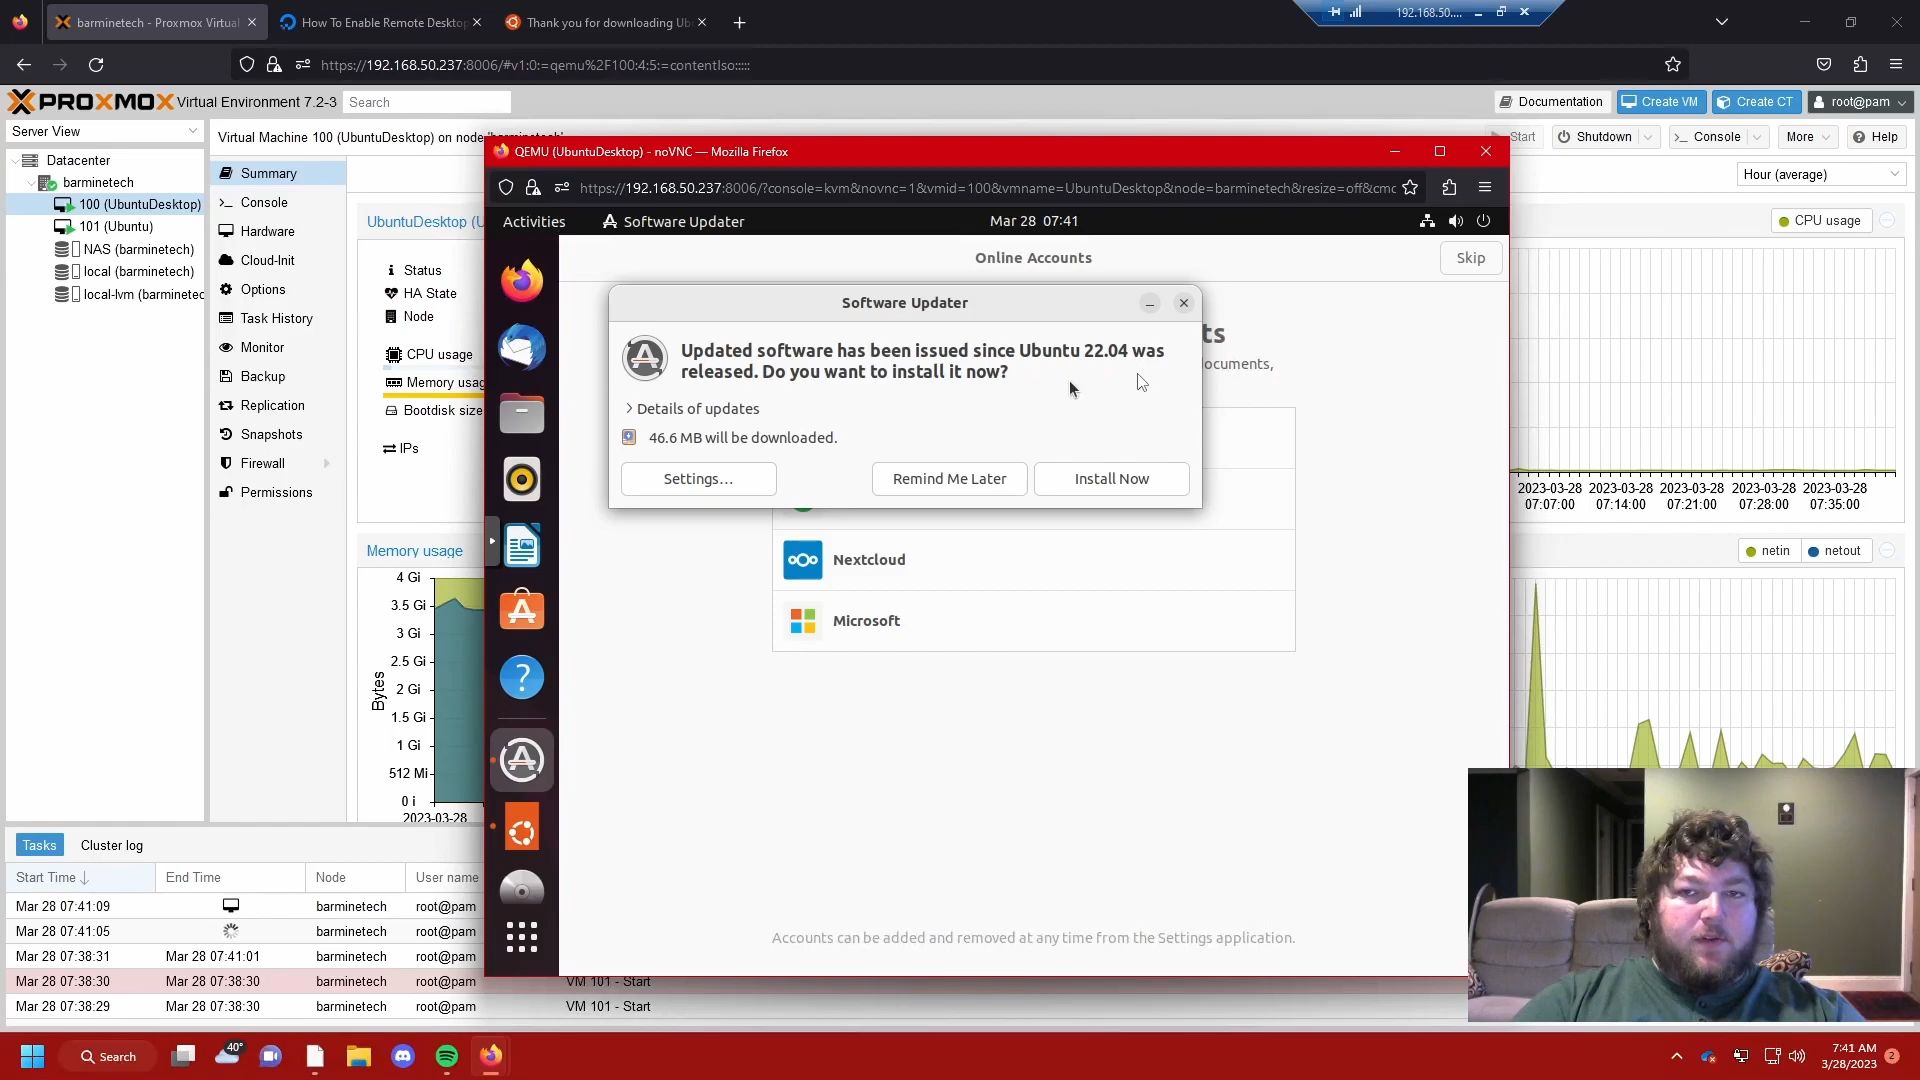 barminetech - Proxmox Virtual
How To Enable Remote Desktop
Thank you for downloading Ub
192.168.50....
https://192.168.50.237:8006/#v1:0:=qemu%2F100:4:5:=contentIso:::::
PROXMOX Virtual Environment 7.2-3
Search
Documentation
Create VM
Create CT
root@pam
Server View
Virtual Machine 100 (UbuntuDesktop) on node 'barminetech'
Start
Shutdown
Console
More
Help
Datacenter
barminetech
100 (UbuntuDesktop)
101 (Ubuntu)
NAS (barminetech)
local (barminetech)
local-lvm (barminetec
Summary
Console
Hardware
Cloud-Init
Options
Task History
Monitor
Backup
Replication
Snapshots
Firewall
Permissions
Hour (average)
UbuntuDesktop (U
Status
HA State
Node
CPU usage
Memory usag
Bootdisk size
IPs
Memory usage
4 Gi
3.5 Gi
3 Gi
2.5 Gi
2 Gi
1.5 Gi
1 Gi
512 Mi
0 i
Bytes
2023-03-28
QEMU (UbuntuDesktop) - noVNC — Mozilla Firefox
https://192.168.50.237:8006/?console=kvm&novnc=1&vmid=100&vmname=UbuntuDesktop&node=barminetech&resize=off&cmd
Activities
Software Updater
Mar 28 07:41
Online Accounts
Skip
Software Updater
Updated software has been issued since Ubuntu 22.04 was
released. Do you want to install it now?
Details of updates
46.6 MB will be downloaded.
Settings…
Remind Me Later
Install Now
ts
ocuments,
Nextcloud
Microsoft
Accounts can be added and removed at any time from the Settings application.
CPU usage
2023-03-28 2023-03-28 2023-03-28 2023-03-28 2023-03-28
07:07:00 07:14:00 07:21:00 07:28:00 07:35:00
netin
netout
Tasks
Cluster log
Start Time
End Time
Node
User name
Mar 28 07:41:09 barminetech root@pam
Mar 28 07:41:05 barminetech root@pam
Mar 28 07:38:31 Mar 28 07:41:01 barminetech root@pam
Mar 28 07:38:30 Mar 28 07:38:30 barminetech root@pam VM 101 - Start
Mar 28 07:38:29 Mar 28 07:38:30 barminetech root@pam VM 101 - Start
Search
40°
7:41 AM
3/28/2023
2